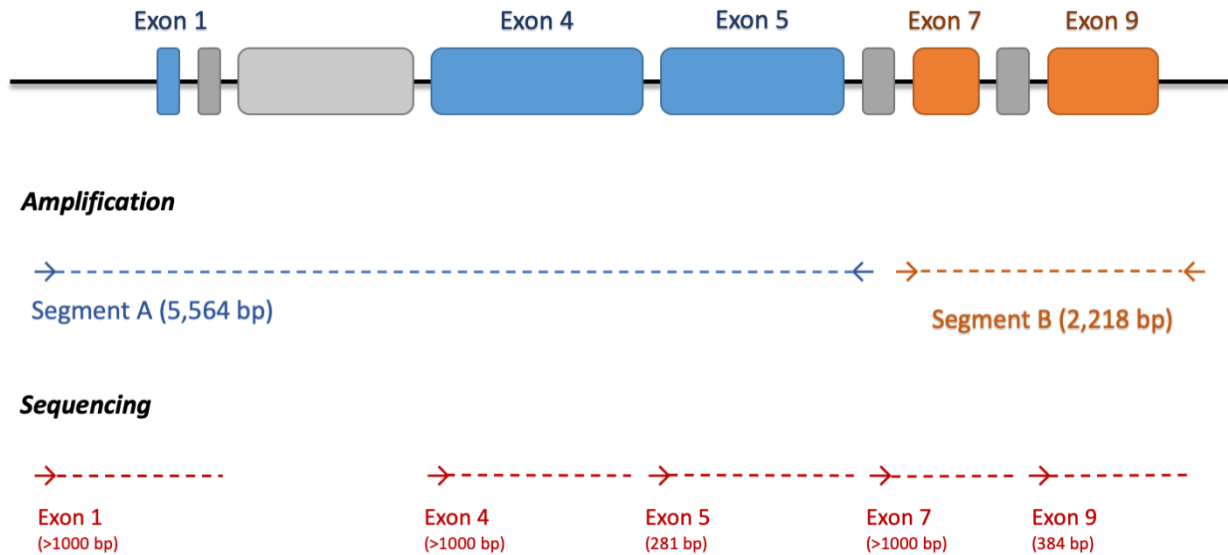 Exon 1
Exon 4
Exon 5
Exon 7
Exon 9
Amplification
Segment A (5,564 bp)
Segment B (2,218 bp)
Sequencing
Exon 1
(>1000 bp)
Exon 4
(>1000 bp)
Exon 5
(281 bp)
Exon 7
(>1000 bp)
Exon 9
(384 bp)